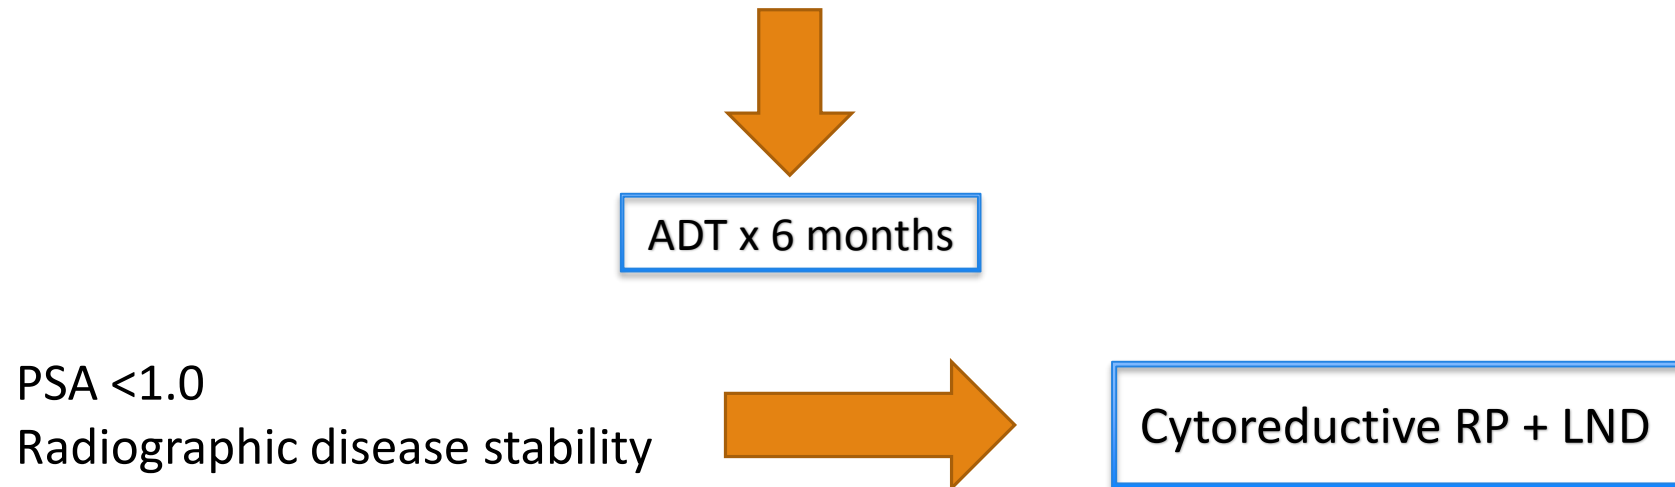 ADT x 6 months
PSA <1.0
Radiographic disease stability
Cytoreductive RP + LND